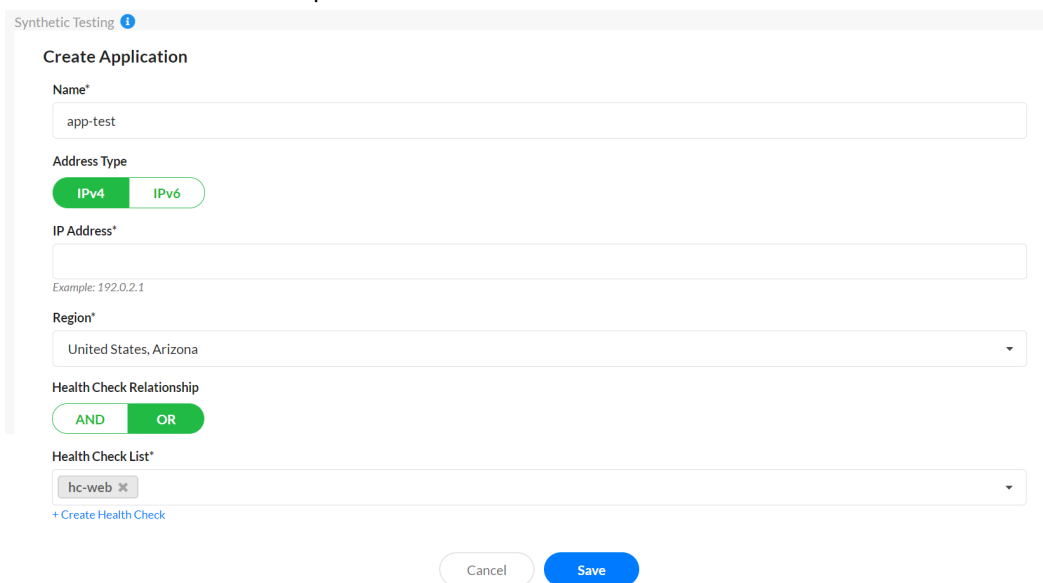 Synthetic Testing
Create Application
Name*
app-test
Address Type
IPv4 IPv6
IP Address*
Example: 192.0.2.1
Region*
United States, Arizona
Health Check Relationship
AND OR
Health Check List*
hc-web
+ Create Health Check
Cancel Save